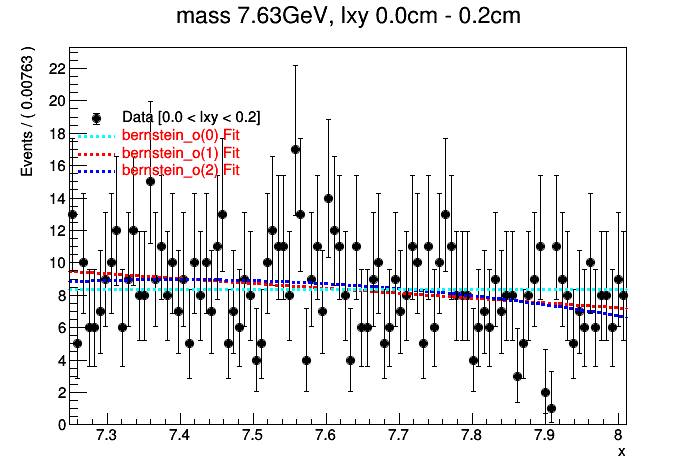 mass 7.63GeV, lxy 0.0cm - 0.2cm
Events / ( 0.00763 )
22
20
18
16
14
12
10
8
6
4
2
0
Data [0.0 < lxy < 0.2]
bernstein_o(0) Fit
bernstein_o(1) Fit
bernstein_o(2) Fit
7.3 7.4 7.5 7.6 7.7 7.8 7.9 8
x